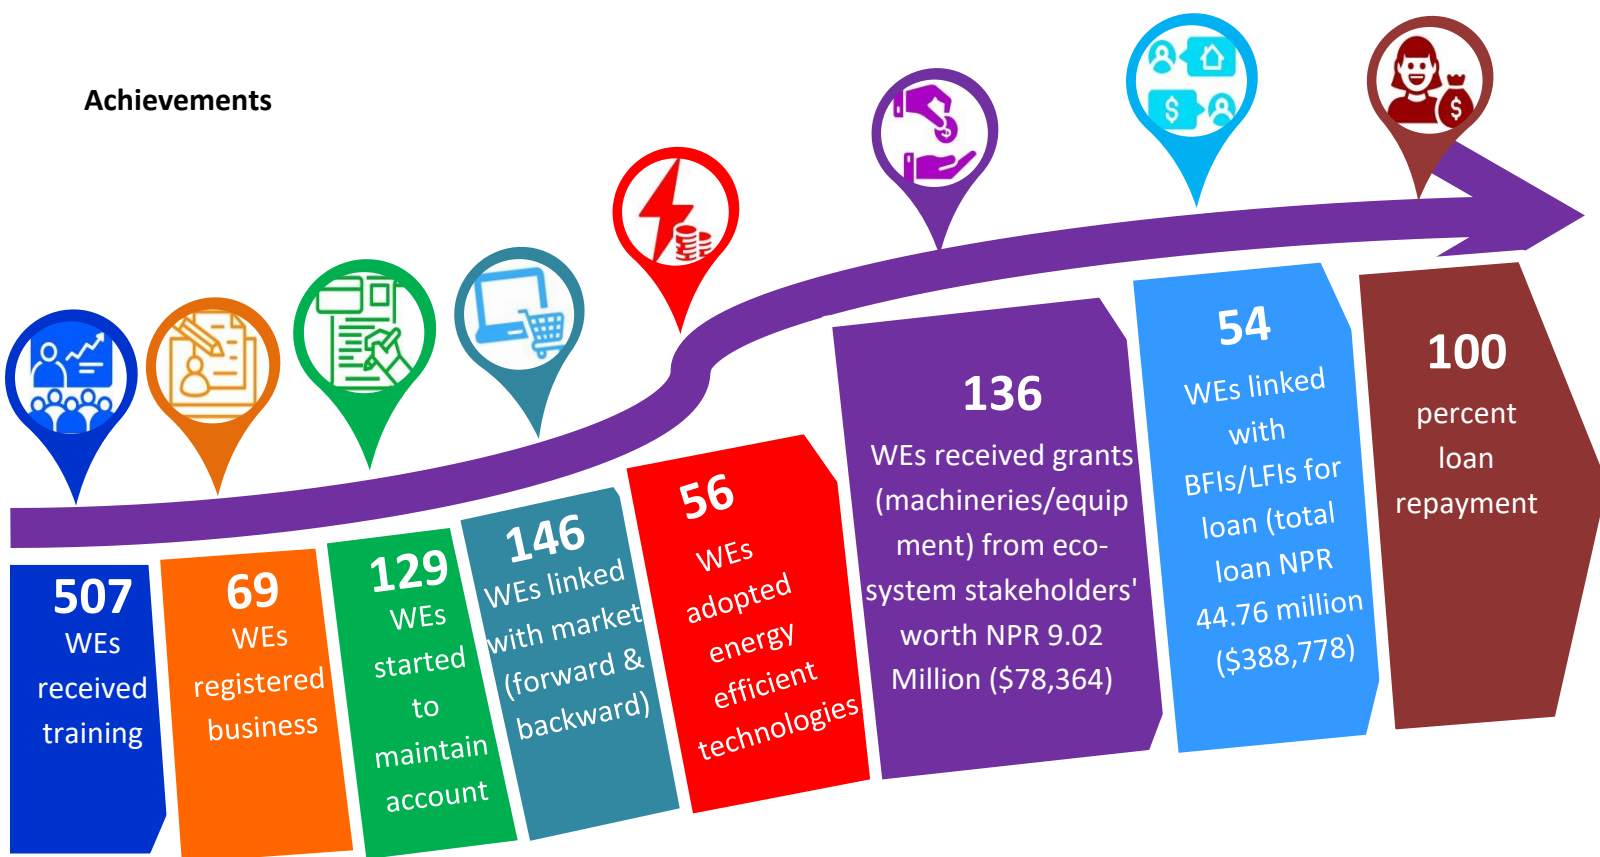 Achievements
507
WEs
received
training
69
WEs
registered
business
129
WEs
started
to
maintain
account
146
WEs linked
with market
(forward &
backward)
56
WEs
adopted
energy
efficient
technologies
136
WEs received grants
(machineries/equip
ment) from eco-
system stakeholders'
worth NPR 9.02
Million ($78,364)
54
WEs linked
with
BFIs/LFIs for
loan (total
loan NPR
44.76 million
($388,778)
100
percent
loan
repayment